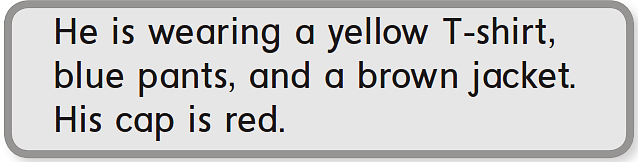 He is wearing a yellow T-shirt,
blue pants, and a brown jacket.
His cap is red.